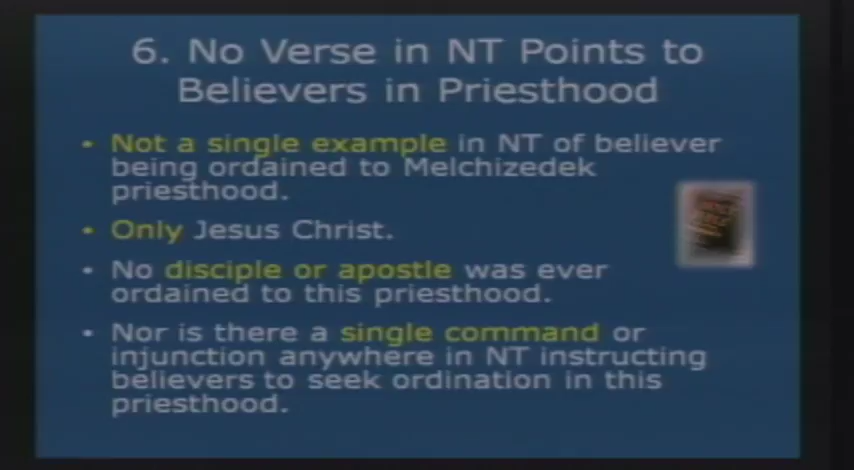 6. No Verse in NT Points to
Believers in Priesthood
• Not a single example in NT of believer
being ordained to Melchizedek
priesthood.
• Only Jesus Christ.
• No disciple or apostle was ever
ordained to this priesthood.
• Nor is there a single command or
injunction anywhere in NT instructing
believers to seek ordination in this
priesthood.